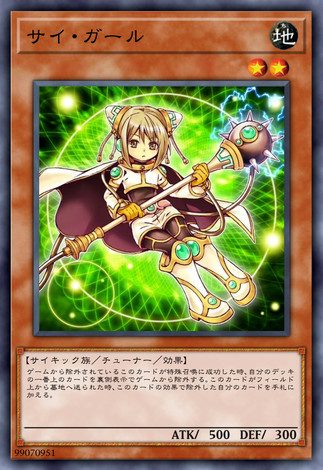 サイ・ガール
地
【サイキック族／チューナー／効果】
ゲームから除外されているこのカードが特殊召喚に成功した時、自分のデッキ
の一番上のカードを裏側表示でゲームから除外する。このカードがフィールド
上から墓地へ送られた時、このカードの効果で除外した自分のカードを手札に
加える。
ATK/ 500 DEF/ 300
99070951